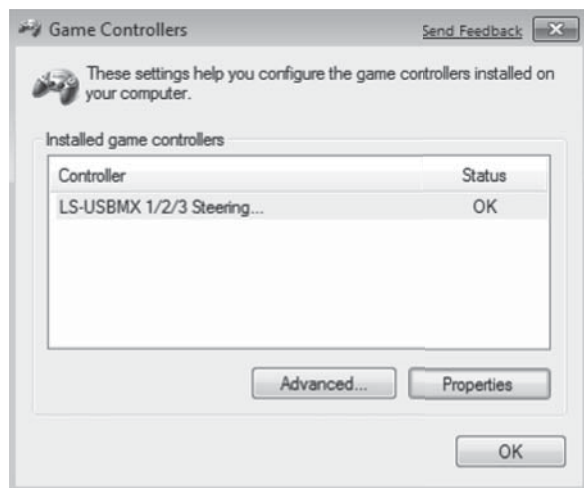 Game Controllers Send Feedback
These settings help you configure the game controllers installed on
your computer.
Installed game controllers
Controller Status
LS-USBMX 1/2/3 Steering... OK
Advanced... Properties
OK